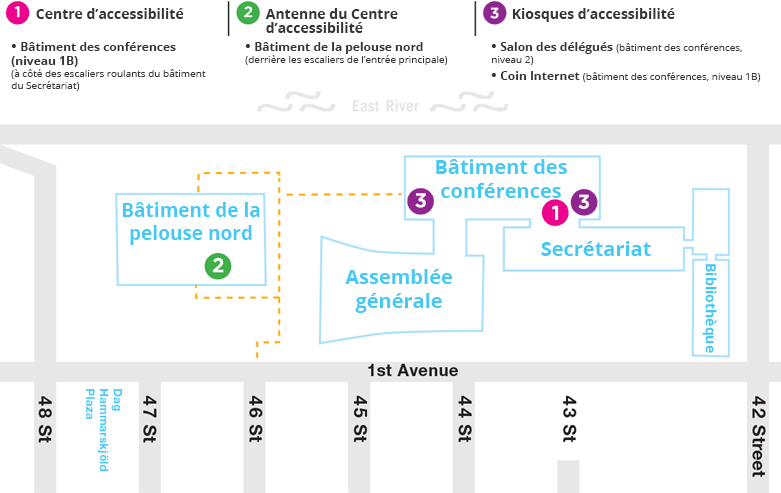 1 Centre d’accessibilité
• Bâtiment des conférences
(niveau 1B)
(à côté des escaliers roulants du bâtiment
du Secrétariat)
2 Antenne du Centre
d’accessibilité
• Bâtiment de la pelouse nord
(derrière les escaliers de l’entrée principale)
3 Kiosques d’accessibilité
• Salon des délégués (bâtiment des conférences,
niveau 2)
• Coin Internet (bâtiment des conférences, niveau 1B)
East River
Bâtiment des
conférences
3
1
3
Bâtiment de la
pelouse nord
2
Secrétariat
Assemblée
générale
Bibliothèque
1st Avenue
48 St
Dag
Hammarskjöld
Plaza
47 St
46 St
45 St
44 St
43 St
42 Street